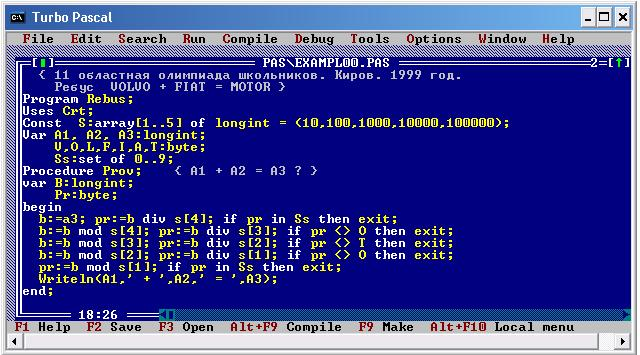 Turbo Pascal
File Edit Search Run Compile Debug Tools Options Window Help
PAS\EXAMPL00.PAS 2=[↑]
{ 11 областная олимпиада школьников. Киров. 1999 год.
Ребус VOLVO + FIAT = MOTOR }
Program Rebus;
Uses Crt;
Const S:array[1..5] of longint = (10,100,1000,10000,100000);
Var A1, A2, A3:longint;
V,O,L,F,I,A,T:byte;
Ss:set of 0..9;
Procedure Prov; { A1 + A2 = A3 ? }
var B:longint;
Pr:byte;
begin
b:=a3; pr:=b div s[4]; if pr in Ss then exit;
b:=b mod s[4]; pr:=b div s[3]; if pr <> O then exit;
b:=b mod s[3]; pr:=b div s[2]; if pr <> T then exit;
b:=b mod s[2]; pr:=b div s[1]; if pr <> O then exit;
pr:=b mod s[1]; if pr in Ss then exit;
Writeln(A1,' + ',A2,' = ',A3);
end;
18:26
F1 Help F2 Save F3 Open Alt+F9 Compile F9 Make Alt+F10 Local menu